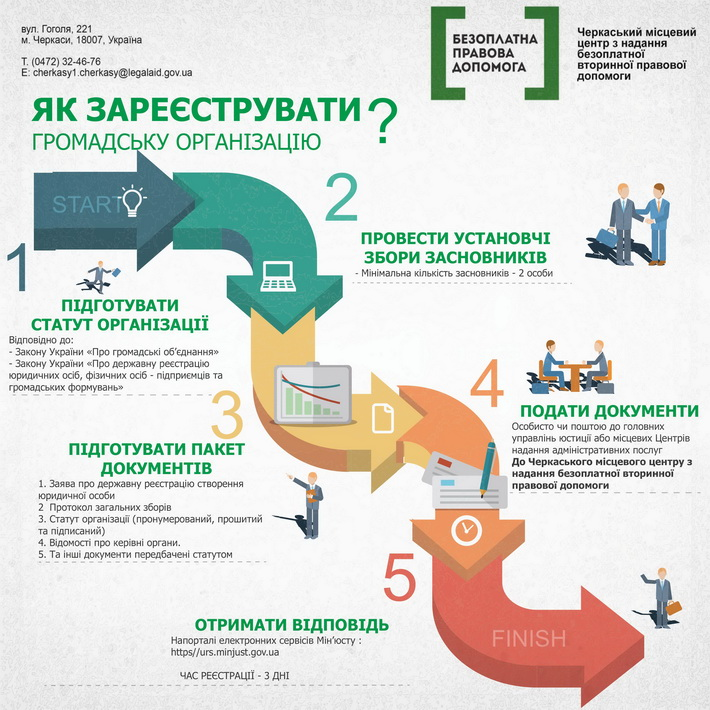 вул. Гоголя, 221
м. Черкаси, 18007, Україна
Т. (0472) 32-46-76
Е: cherkasy1.cherkasy@legalaid.gov.ua
БЕЗОПЛАТНА
ПРАВОВА
ДОПОМОГА
Черкаський місцевий
центр з надання
безоплатної
вторинної правової
допомоги
ЯК ЗАРЕЄСТРУВАТИ ?
ГРОМАДСЬКУ ОРГАНІЗАЦІЮ
START
1
ПІДГОТУВАТИ
СТАТУТ ОРГАНІЗАЦІЇ
Відповідно до:
- Закону України «Про громадські об'єднання»
- Закону України «Про державну реєстрацію
юридичних осіб, фізичних осіб - підприємців та
громадських формувань»
2
ПРОВЕСТИ УСТАНОВЧІ
ЗБОРИ ЗАСНОВНИКІВ
- Мінімальна кількість засновників - 2 особи
3
ПІДГОТУВАТИ ПАКЕТ
ДОКУМЕНТІВ
1. Заява про державну реєстрацію створення
юридичної особи
2 Протокол загальних зборів
3. Статут організації (пронумерований, прошитий
та підписаний)
4. Відомості про керівні органи.
5. Та інші документи передбачені статутом
4
ПОДАТИ ДОКУМЕНТИ
Особисто чи поштою до головних
управлінь юстиції або місцевих Центрів
надання адміністративних послуг
До Черкаського місцевого центру з
надання безоплатної вторинної
правової допомоги
5
ОТРИМАТИ ВІДПОВІДЬ
Напорталі електронних сервісів Мін'юсту :
https//urs.minjust.gov.ua
ЧАС РЕЄСТРАЦІЇ - 3 ДНІ
FINISH